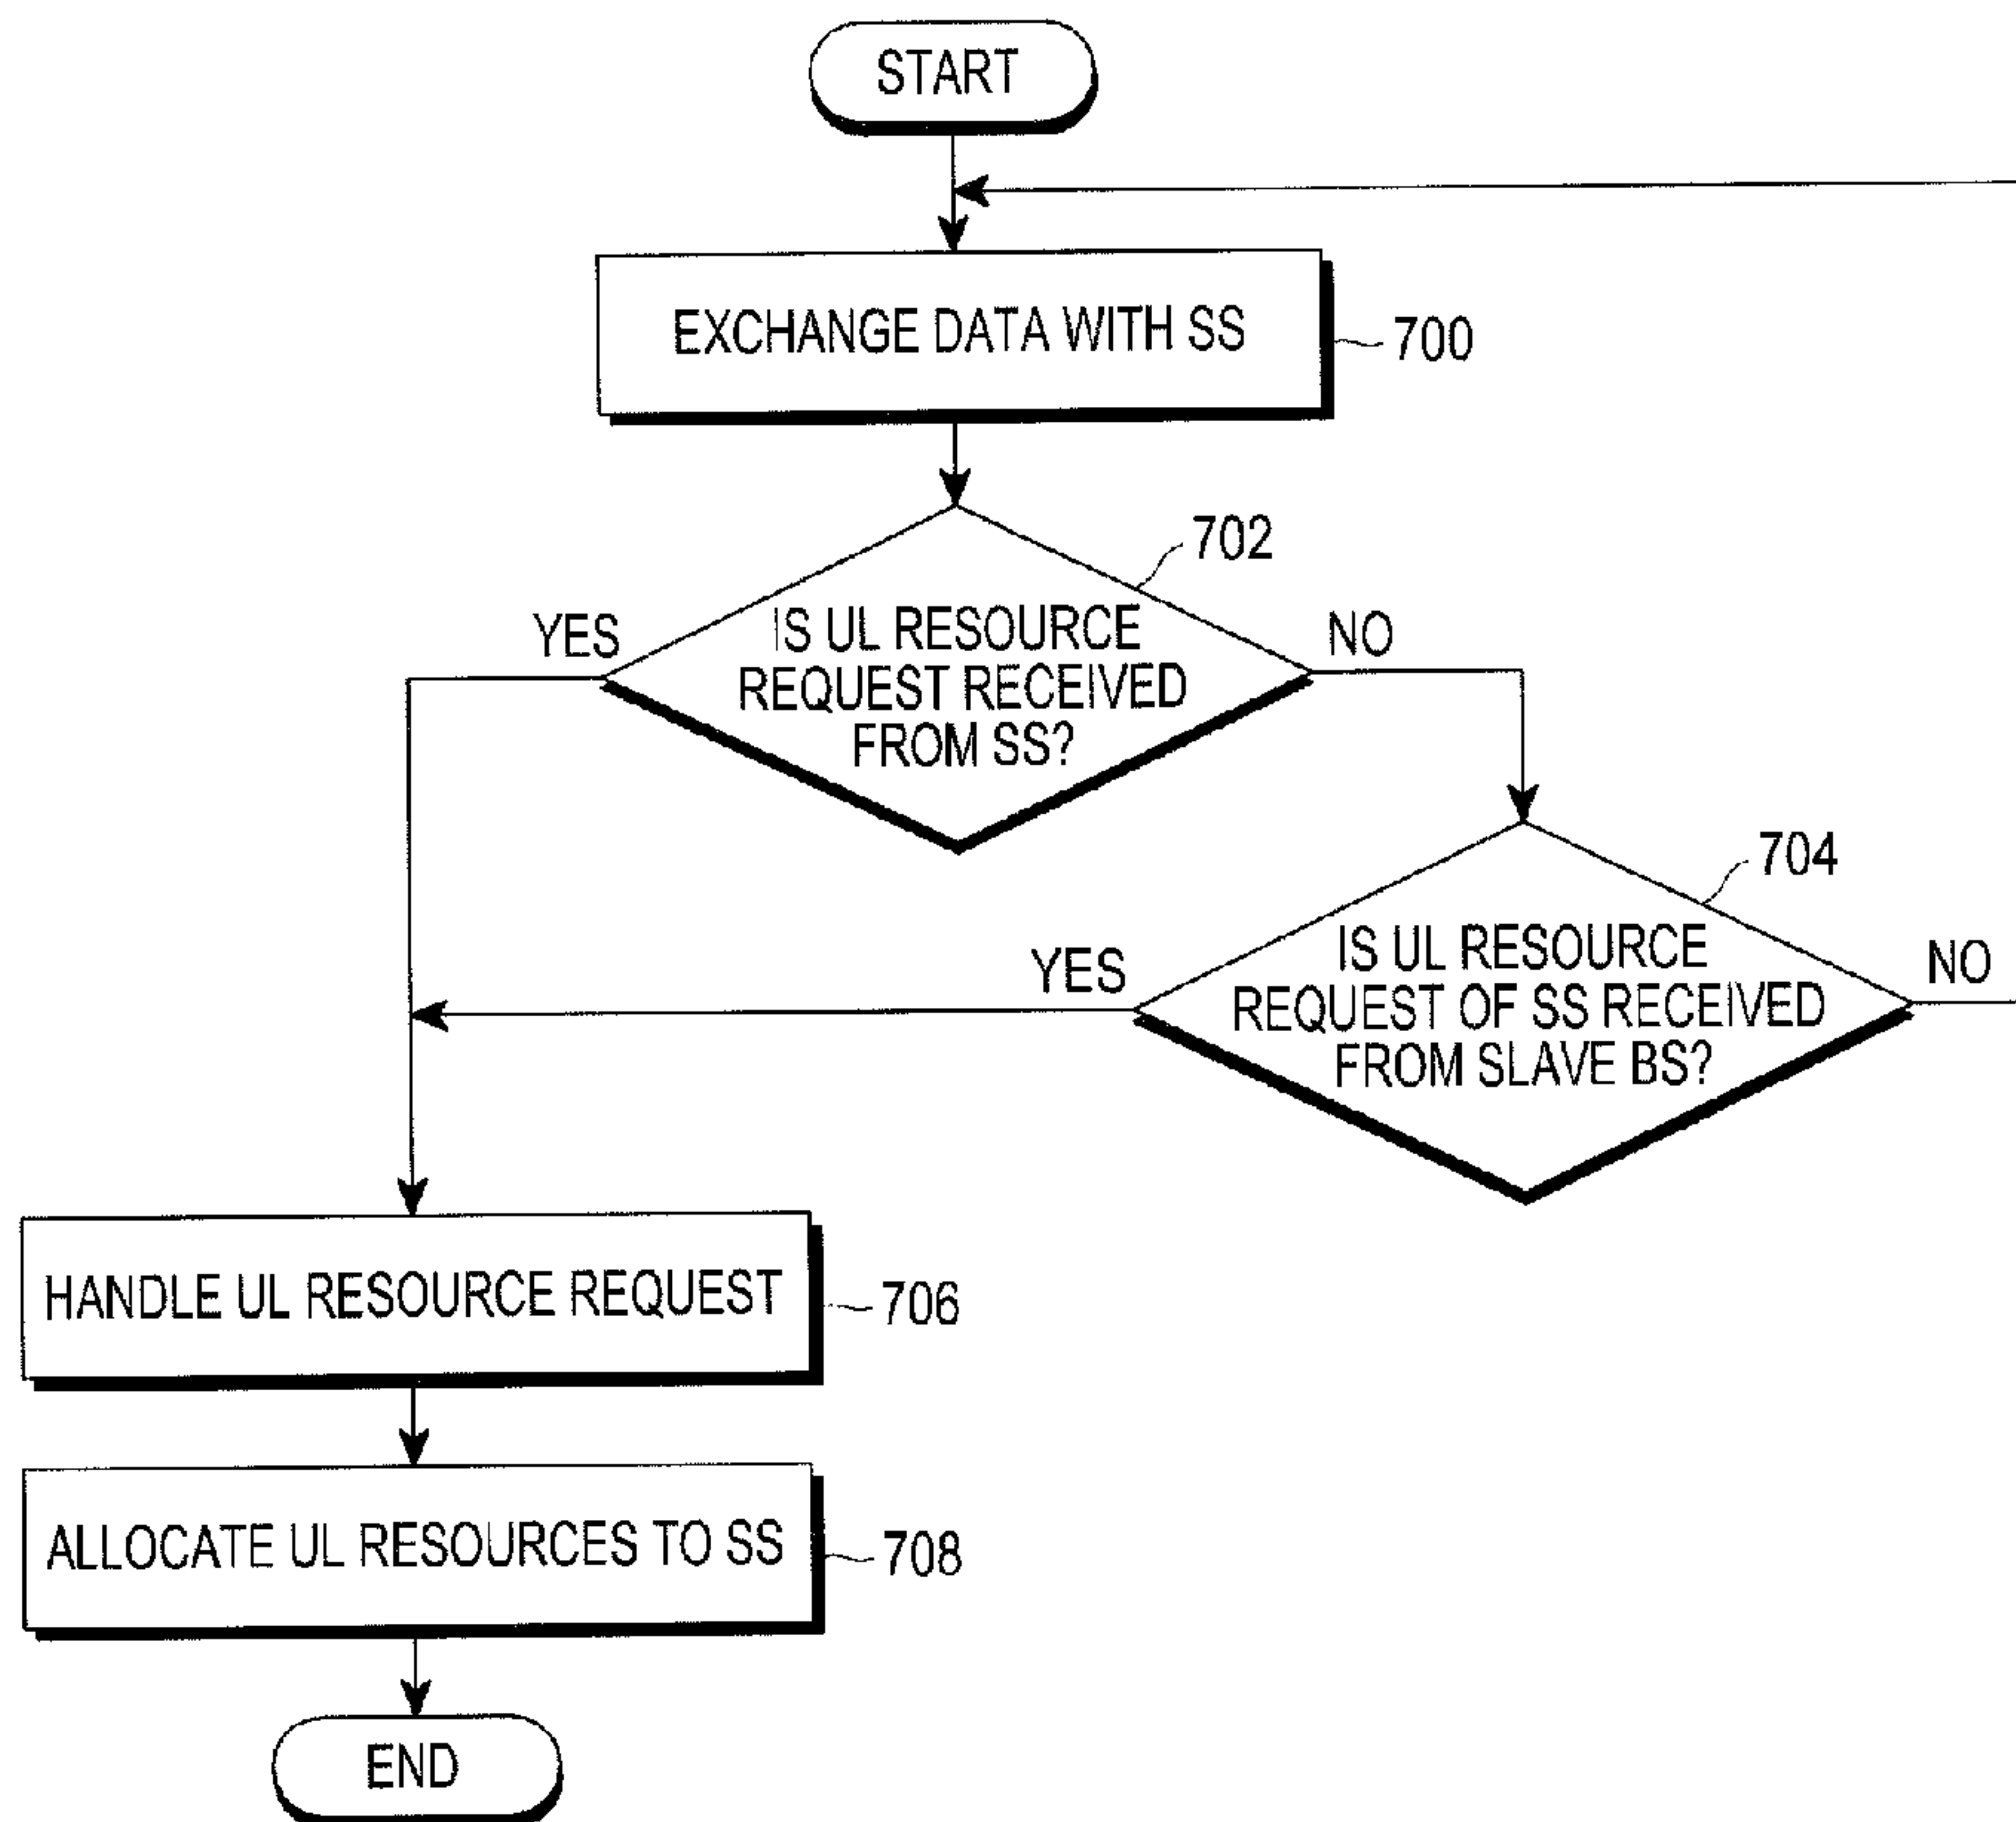 START
EXCHANGE DATA WITH SS
700
702
YES
NO
IS UL RESOURCE
REQUEST RECEIVED
FROM SS?
704
YES
NO
IS UL RESOURCE
REQUEST OF SS RECEIVED
FROM SLAVE BS?
HANDLE UL RESOURCE REQUEST
706
ALLOCATE UL RESOURCES TO SS
708
END